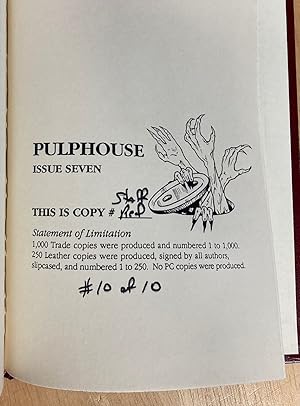 PULPHOUSE
ISSUE SEVEN
Staff
THIS IS COPY # Red
Statement of Limitation
1,000 Trade copies were produced and numbered 1 to 1,000.
250 Leather copies were produced, signed by all authors,
slipcased, and numbered 1 to 250. No PC copies were produced.
#10 of 10